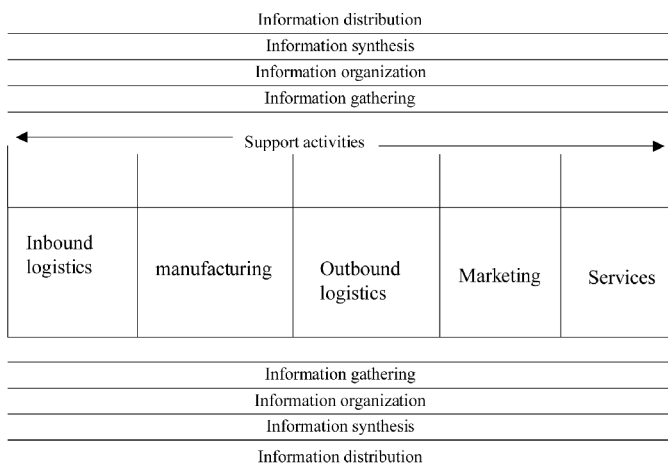 Information distribution
Information synthesis
Information organization
Information gathering
Support activities
Inbound
logistics
manufacturing
Outbound
logistics
Marketing
Services
Information gathering
Information organization
Information synthesis
Information distribution